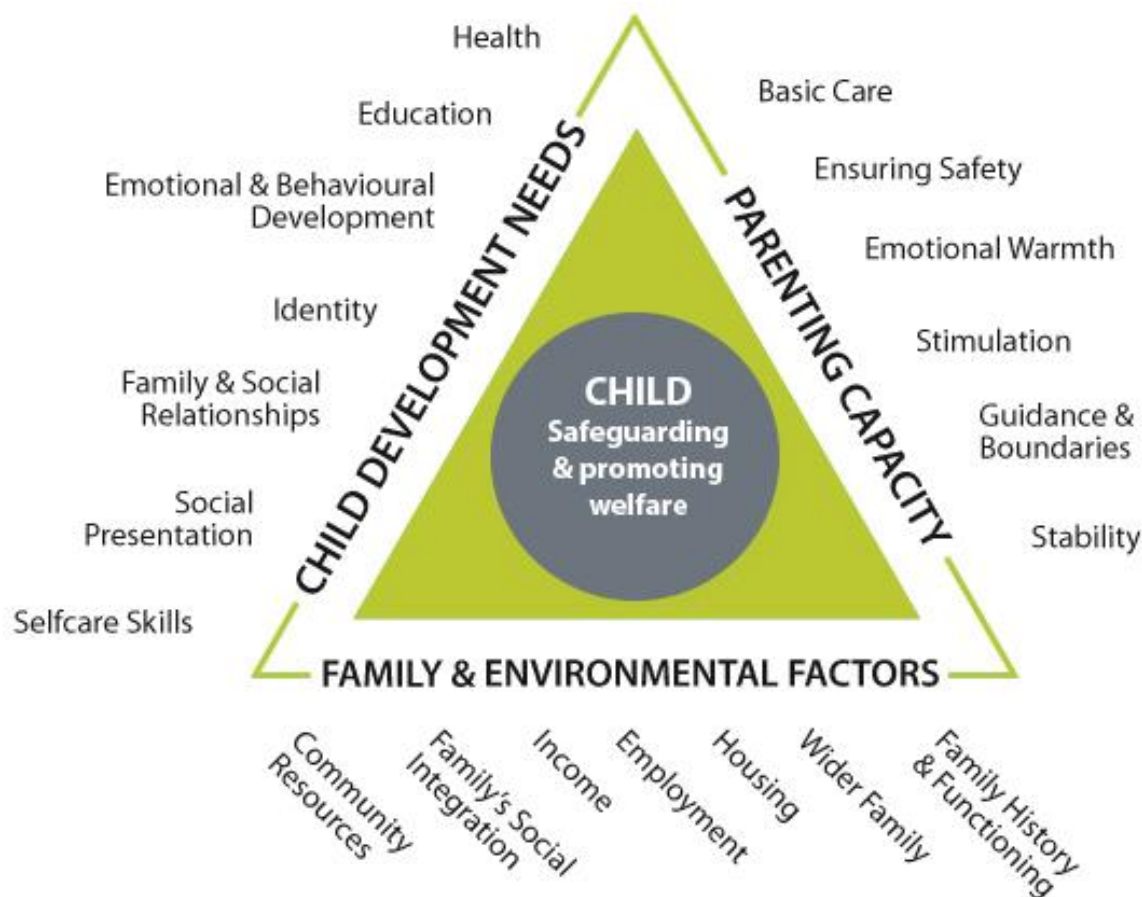 Health
Education
Emotional & Behavioural
Development
Identity
Family & Social
Relationships
Social
Presentation
Selfcare Skills
CHILD DEVELOPMENT NEEDS
CHILD
Safeguarding
& promoting
welfare
PARENTING CAPACITY
Basic Care
Ensuring Safety
Emotional Warmth
Stimulation
Guidance &
Boundaries
Stability
FAMILY & ENVIRONMENTAL FACTORS
Community
Resources
Family's Social
Integration
Income
Employment
Housing
Wider Family
Family History
& Functioning